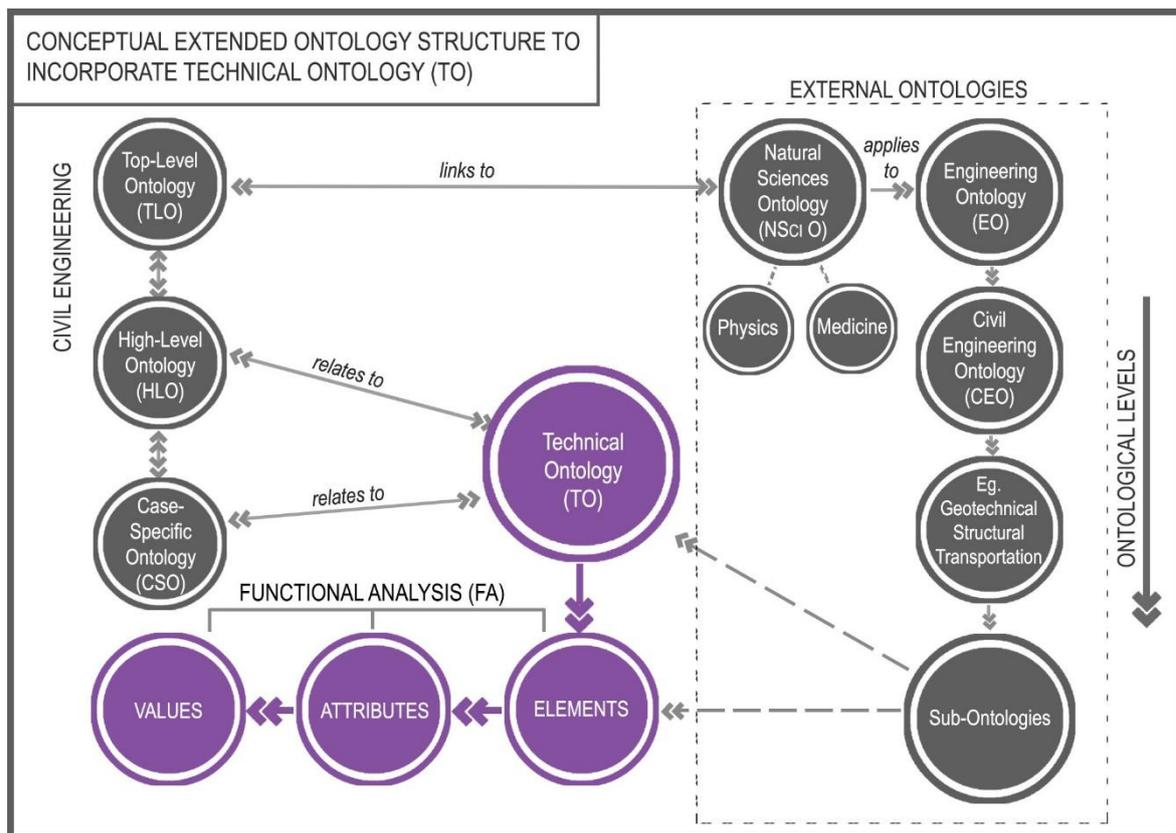 CONCEPTUAL EXTENDED ONTOLOGY STRUCTURE TO
INCORPORATE TECHNICAL ONTOLOGY (TO)
EXTERNAL ONTOLOGIES
CIVIL ENGINEERING
Top-Level
Ontology
(TLO)
links to
Natural
Sciences
Ontology
(NSCI O)
applies
to
Engineering
Ontology
(EO)
High-Level
Ontology
(HLO)
relates to
Physics
Medicine
Civil
Engineering
Ontology
(CEO)
ONTOLOGICAL LEVELS
Technical
Ontology
(TO)
Case-
Specific
Ontology
(CSO)
relates to
Eg.
Geotechnical
Structural
Transportation
FUNCTIONAL ANALYSIS (FA)
VALUES
ATTRIBUTES
ELEMENTS
Sub-Ontologies